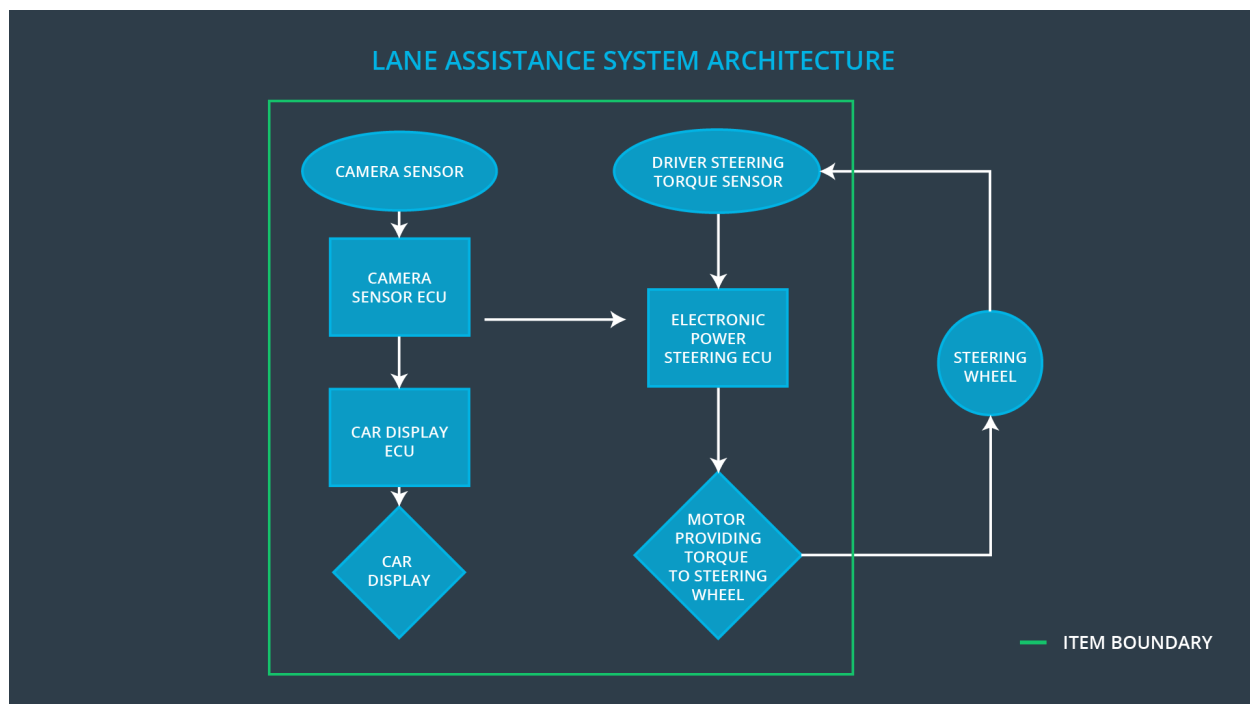 LANE ASSISTANCE SYSTEM ARCHITECTURE
CAMERA SENSOR
DRIVER STEERING
TORQUE SENSOR
CAMERA
SENSOR ECU
ELECTRONIC
POWER
STEERING ECU
STEERING
WHEEL
CAR DISPLAY
ECU
MOTOR
PROVIDING
TORQUE
TO STEERING
WHEEL
CAR
DISPLAY
ITEM BOUNDARY